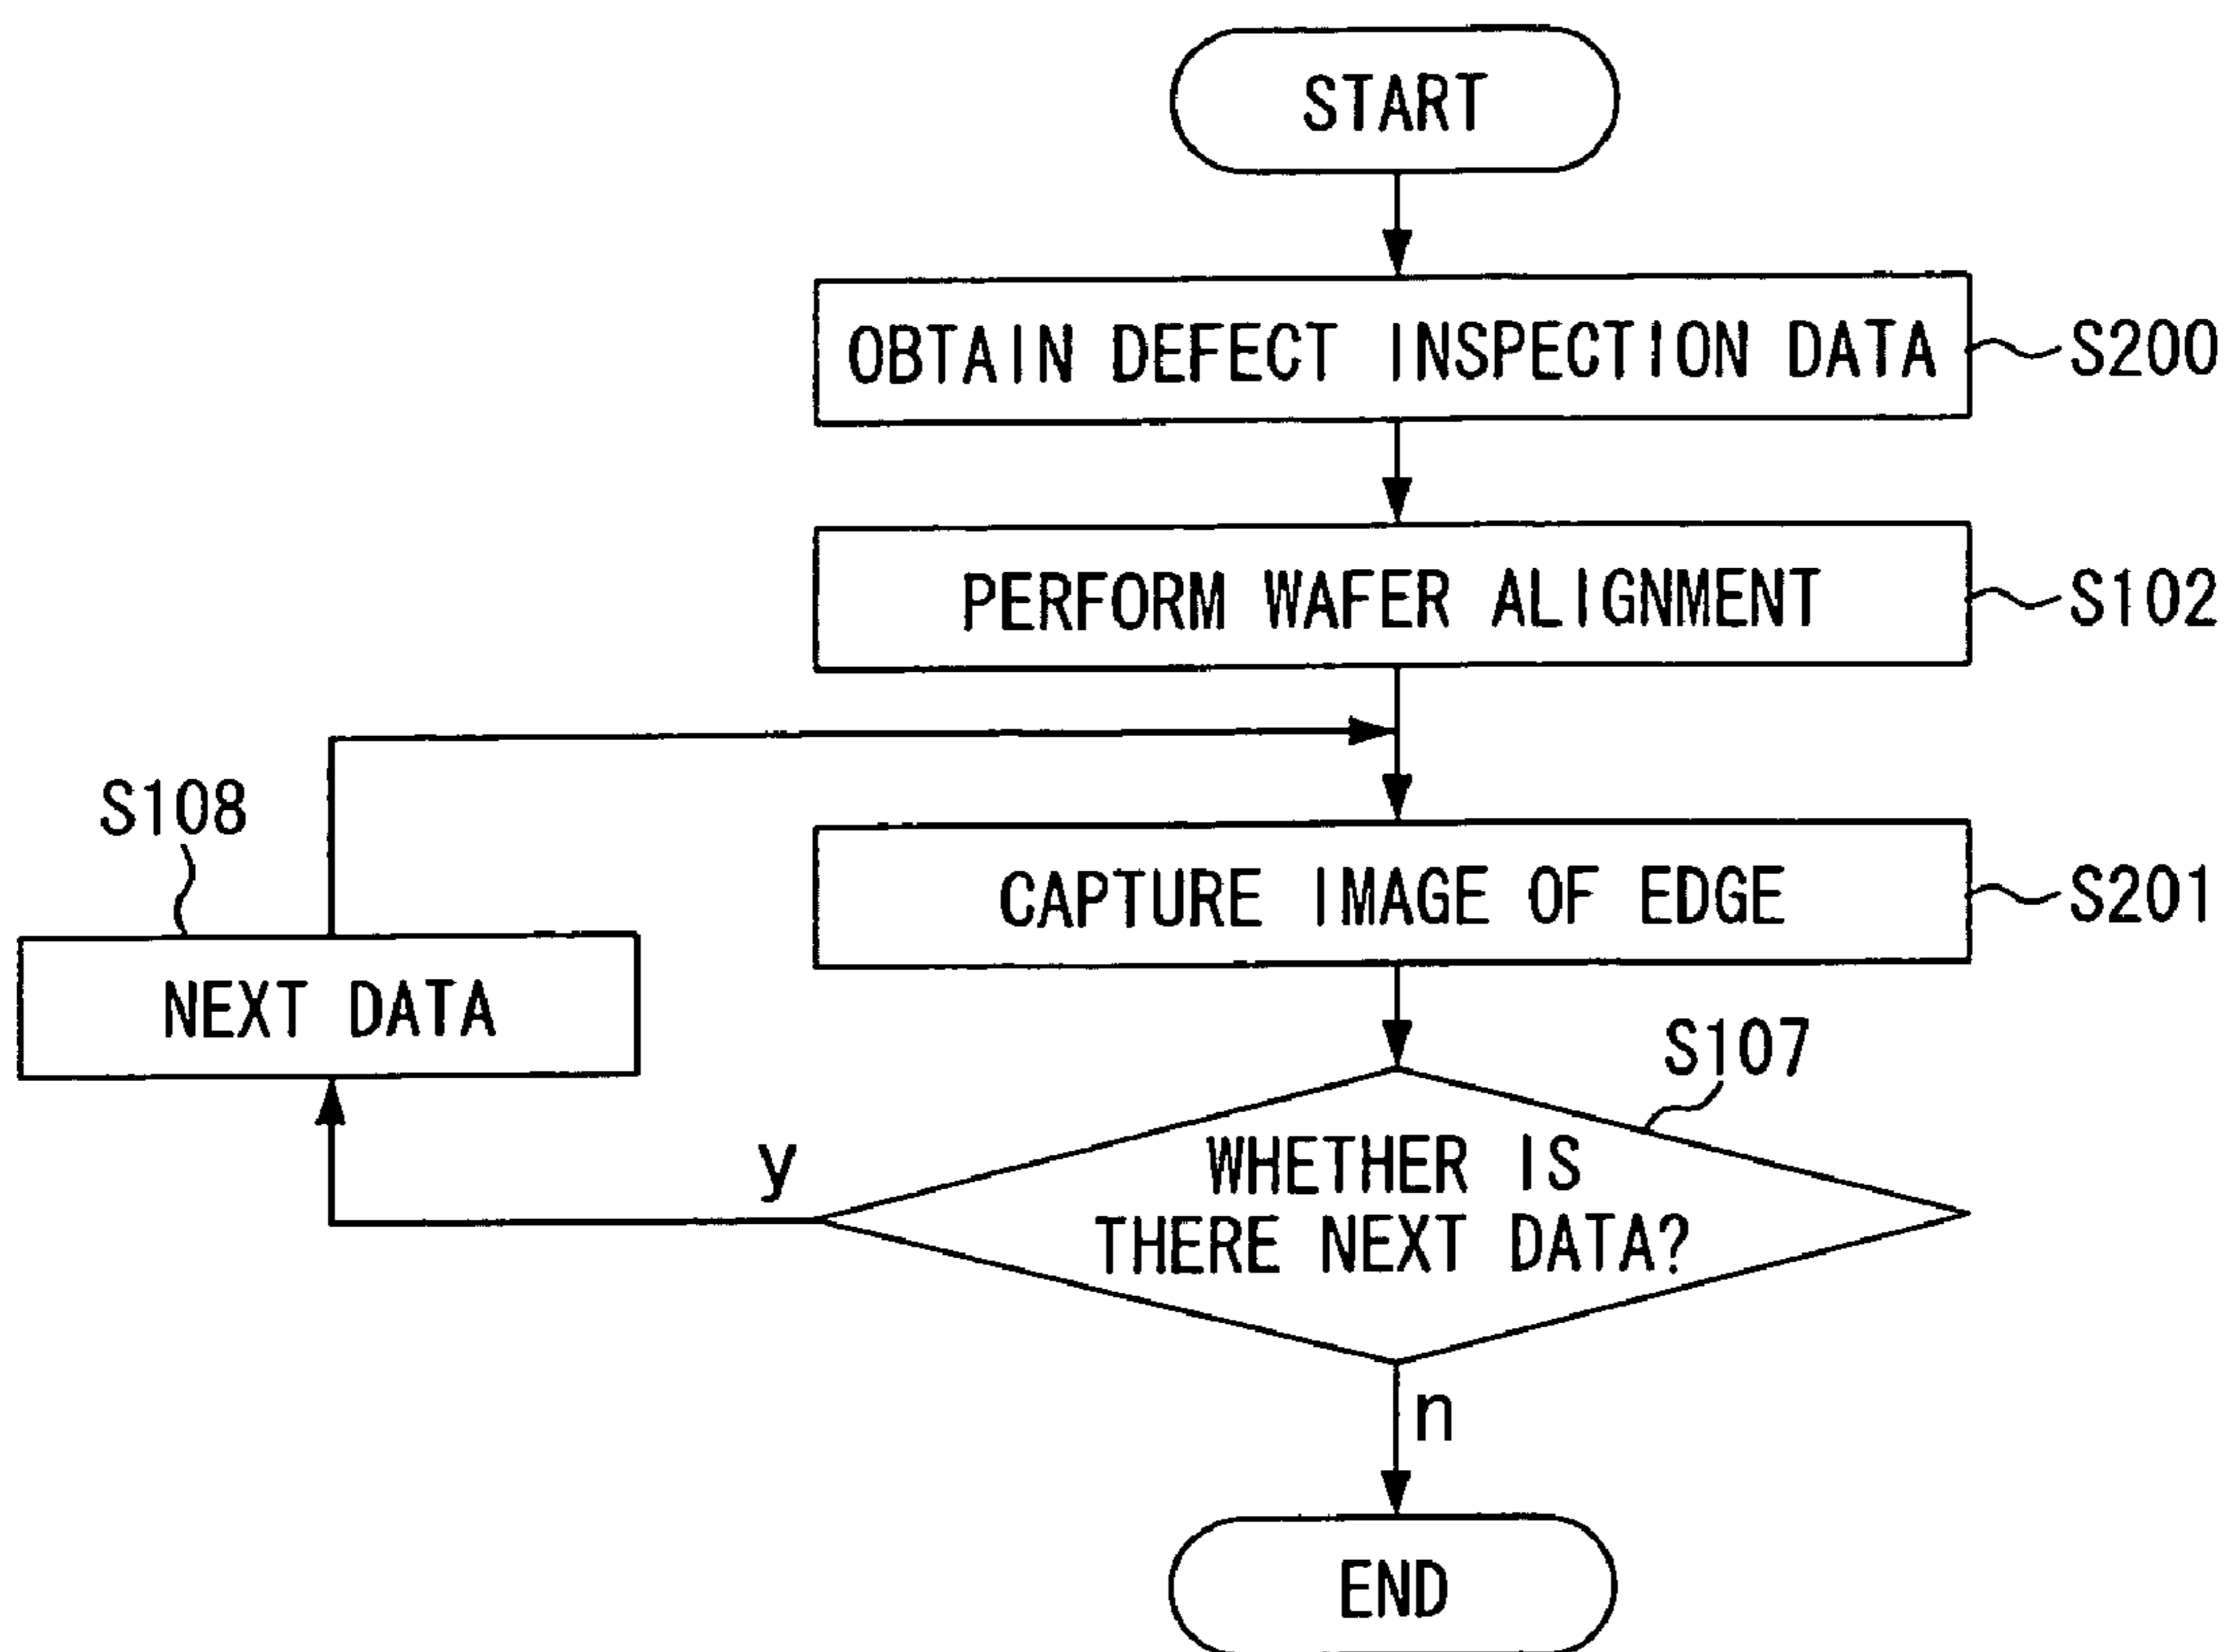 START
OBTAIN DEFECT INSPECTION DATA
S200
PERFORM WAFER ALIGNMENT
S102
S108
CAPTURE IMAGE OF EDGE
S201
NEXT DATA
S107
y
WHETHER IS
THERE NEXT DATA?
n
END